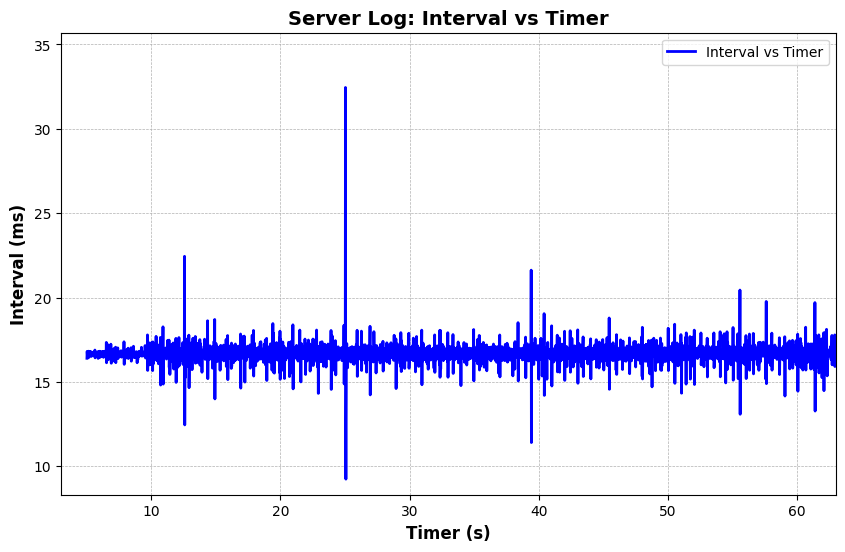 Server Log: Interval vs Timer
Interval vs Timer
35
30
25
20
15
10
Interval (ms)
10 20 30 40 50 60
Timer (s)